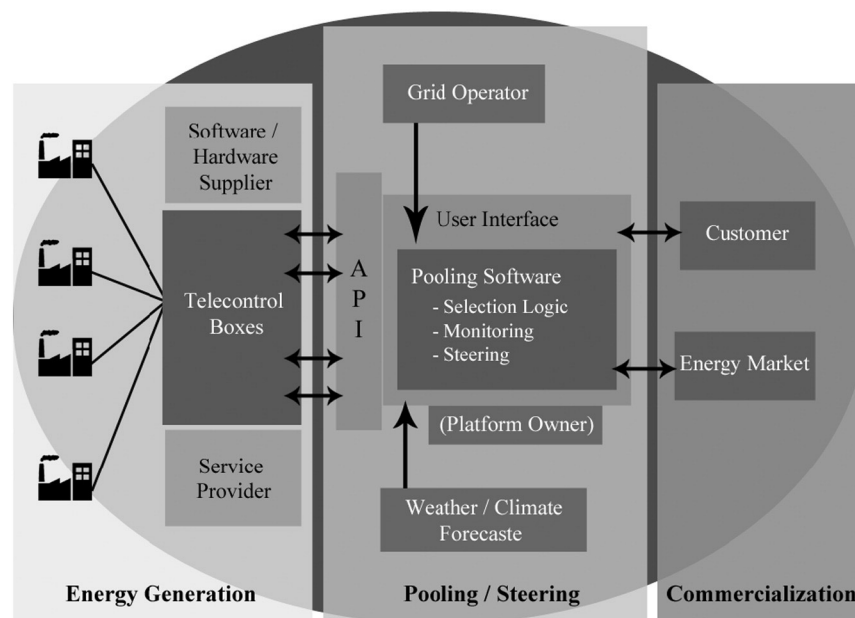 Software /
Hardware
Supplier
Telecontrol
Boxes
Service
Provider
Energy Generation
Grid Operator
A
P
I
User Interface
Pooling Software
- Selection Logic
- Monitoring
- Steering
(Platform Owner)
Weather / Climate
Forecaste
Pooling / Steering
Customer
Energy Market
Commercialization